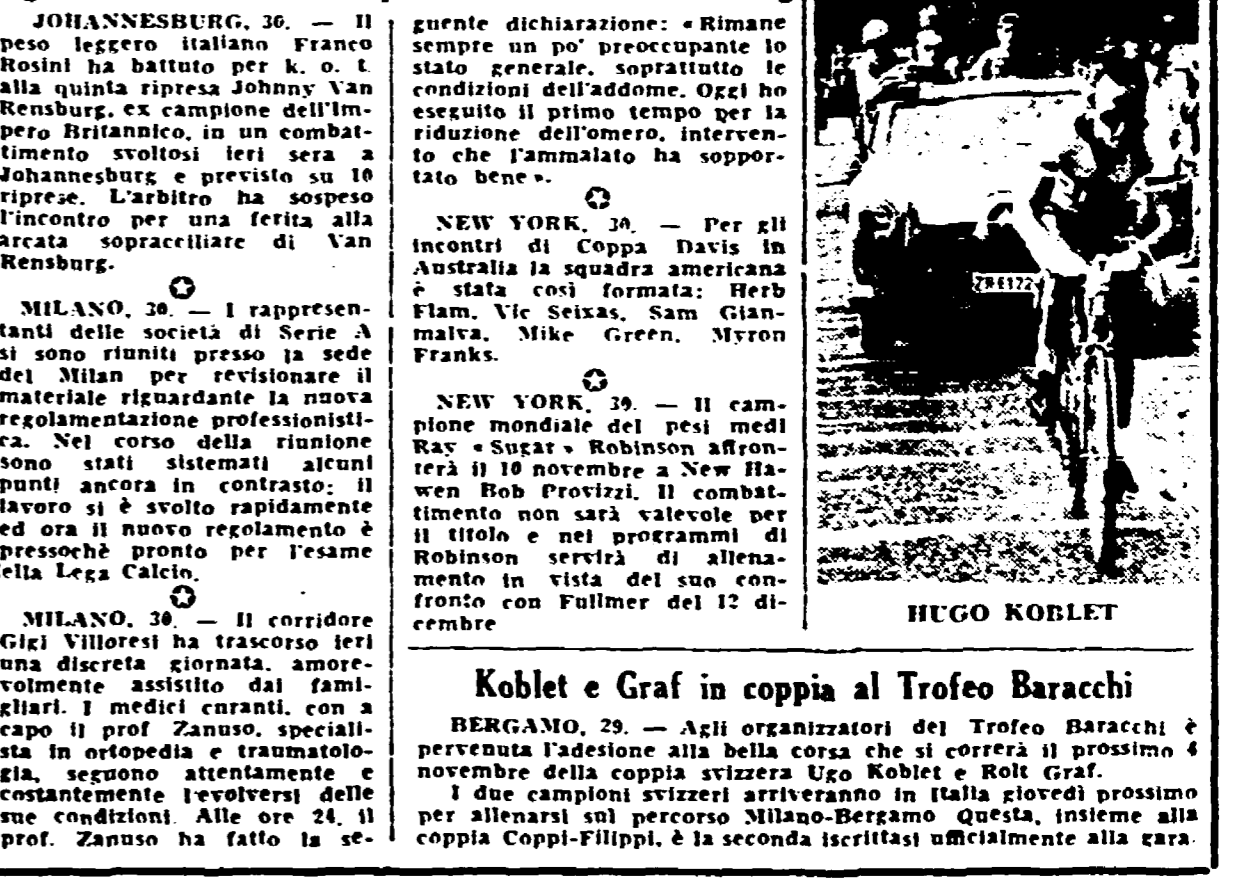 JOHANNESBURG, 30. — Il
peso leggero italiano Franco
Rosini ha battuto per k. o. t.
alla quinta ripresa Johnny Van
Rensburg, ex campione dell'Im-
pero Britannico, in un combat-
timento svoltosi ieri sera a
Johannesburg e previsto su 10
riprese. L'arbitro ha sospeso
l'incontro per una ferita alla
arcata sopracciliare di Van
Rensburg.
MILANO, 30. — I rappresen-
tanti delle società di Serie A
si sono riuniti presso la sede
del Milan per revisionare il
materiale riguardante la nuova
regolamentazione professionisti-
ca. Nel corso della riunione
sono stati sistemati alcuni
punti ancora in contrasto; il
lavoro si è svolto rapidamente
ed ora il nuovo regolamento è
pressochè pronto per l'esame
ella Lega Calcio.
MILANO, 30. — Il corridore
Gigi Villoresi ha trascorso ieri
una discreta giornata, amore-
volmente assistito dai fami-
gliari. I medici curanti, con a
capo il prof Zanuso, speciali-
sta in ortopedia e traumatolo-
gia, seguono attentamente e
costantemente l'evolversi delle
sue condizioni. Alle ore 24, il
prof. Zanuso ha fatto la se-
guente dichiarazione: « Rimane
sempre un po' preoccupante lo
stato generale, soprattutto le
condizioni dell'addome. Oggi ho
eseguito il primo tempo per la
riduzione dell'omero, interven-
to che l'ammalato ha soppor-
tato bene ».
NEW YORK, 30. — Per gli
incontri di Coppa Davis in
Australia la squadra americana
è stata così formata: Herb
Flam, Vic Seixas, Sam Gian-
malva, Mike Green, Myron
Franks.
NEW YORK, 30. — Il cam-
pione mondiale dei pesi medi
Ray « Sugar » Robinson affron-
terà il 10 novembre a New Ha-
wen Bob Provizzi. Il combat-
timento non sarà valevole per
il titolo e nei programmi di
Robinson servirà di allena-
mento in vista del suo con-
fronto con Fullmer del 12 di-
cembre
HUGO KOBLET
Koblet e Graf in coppia al Trofeo Baracchi
BERGAMO, 29. — Agli organizzatori del Trofeo Baracchi è
pervenuta l'adesione alla bella corsa che si correrà il prossimo 4
novembre della coppia svizzera Ugo Koblet e Rolt Graf.
I due campioni svizzeri arriveranno in Italia giovedì prossimo
per allenarsi sul percorso Milano-Bergamo Questa, insieme alla
coppia Coppi-Filippi, è la seconda iscrittasi ufficialmente alla gara.